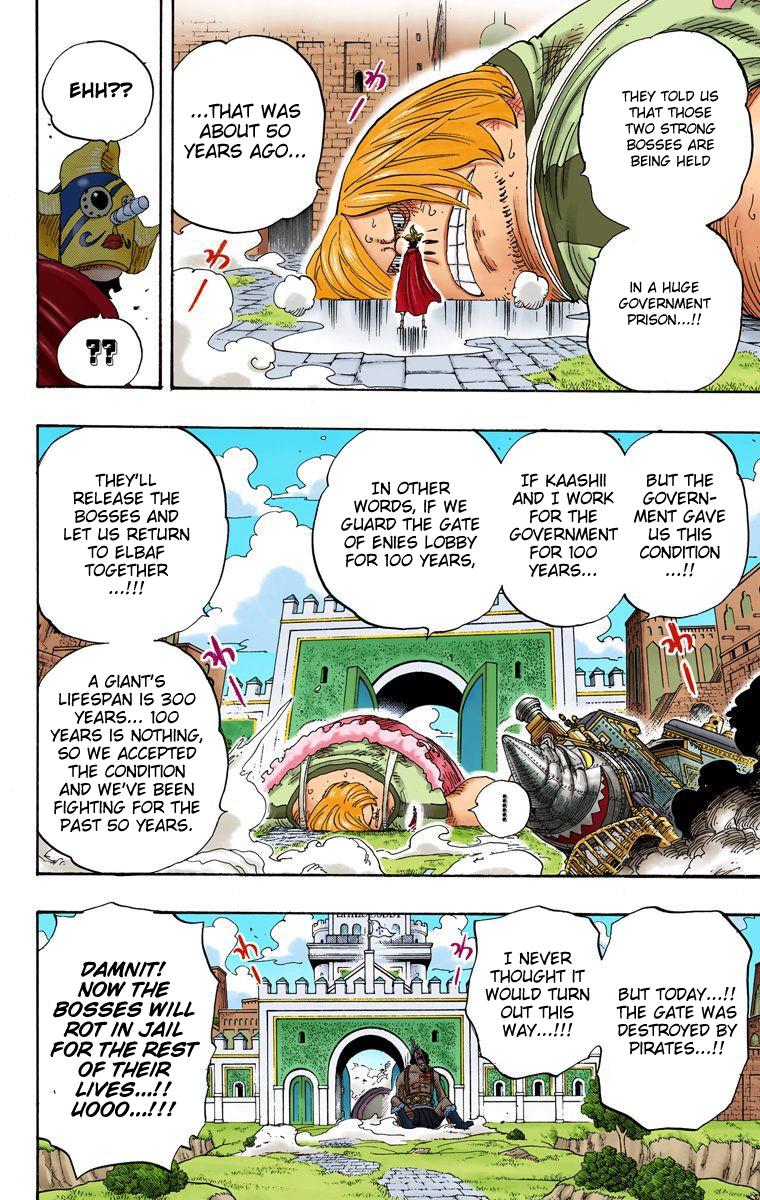 THEY TOLD US
THAT THOSE
TWO STRONG
BOSSES ARE
BEING HELD
IN A HUGE
GOVERNMENT
PRISON...!!
...THAT WAS
ABOUT 50
YEARS AGO...
EHH??
??
BUT THE
GOVERN-
MENT GAVE
US THIS
CONDITION
...!!
IF KAASHII
AND I WORK
FOR THE
GOVERNMENT
FOR 100
YEARS...
IN OTHER
WORDS, IF WE
GUARD THE GATE
OF ENIES LOBBY
FOR 100 YEARS,
THEY'LL
RELEASE THE
BOSSES AND
LET US RETURN
TO ELBAF
TOGETHER
...!!!
A GIANT'S
LIFESPAN IS 300
YEARS... 100
YEARS IS NOTHING,
SO WE ACCEPTED
THE CONDITION
AND WE'VE BEEN
FIGHTING FOR THE
PAST 50 YEARS.
BUT TODAY...!!
THE GATE WAS
DESTROYED BY
PIRATES...!!
I NEVER
THOUGHT IT
WOULD TURN
OUT THIS
WAY...!!!
DAMNIT!
NOW THE
BOSSES WILL
ROT IN JAIL
FOR THE REST
OF THEIR
LIVES...!!
UOOO...!!!